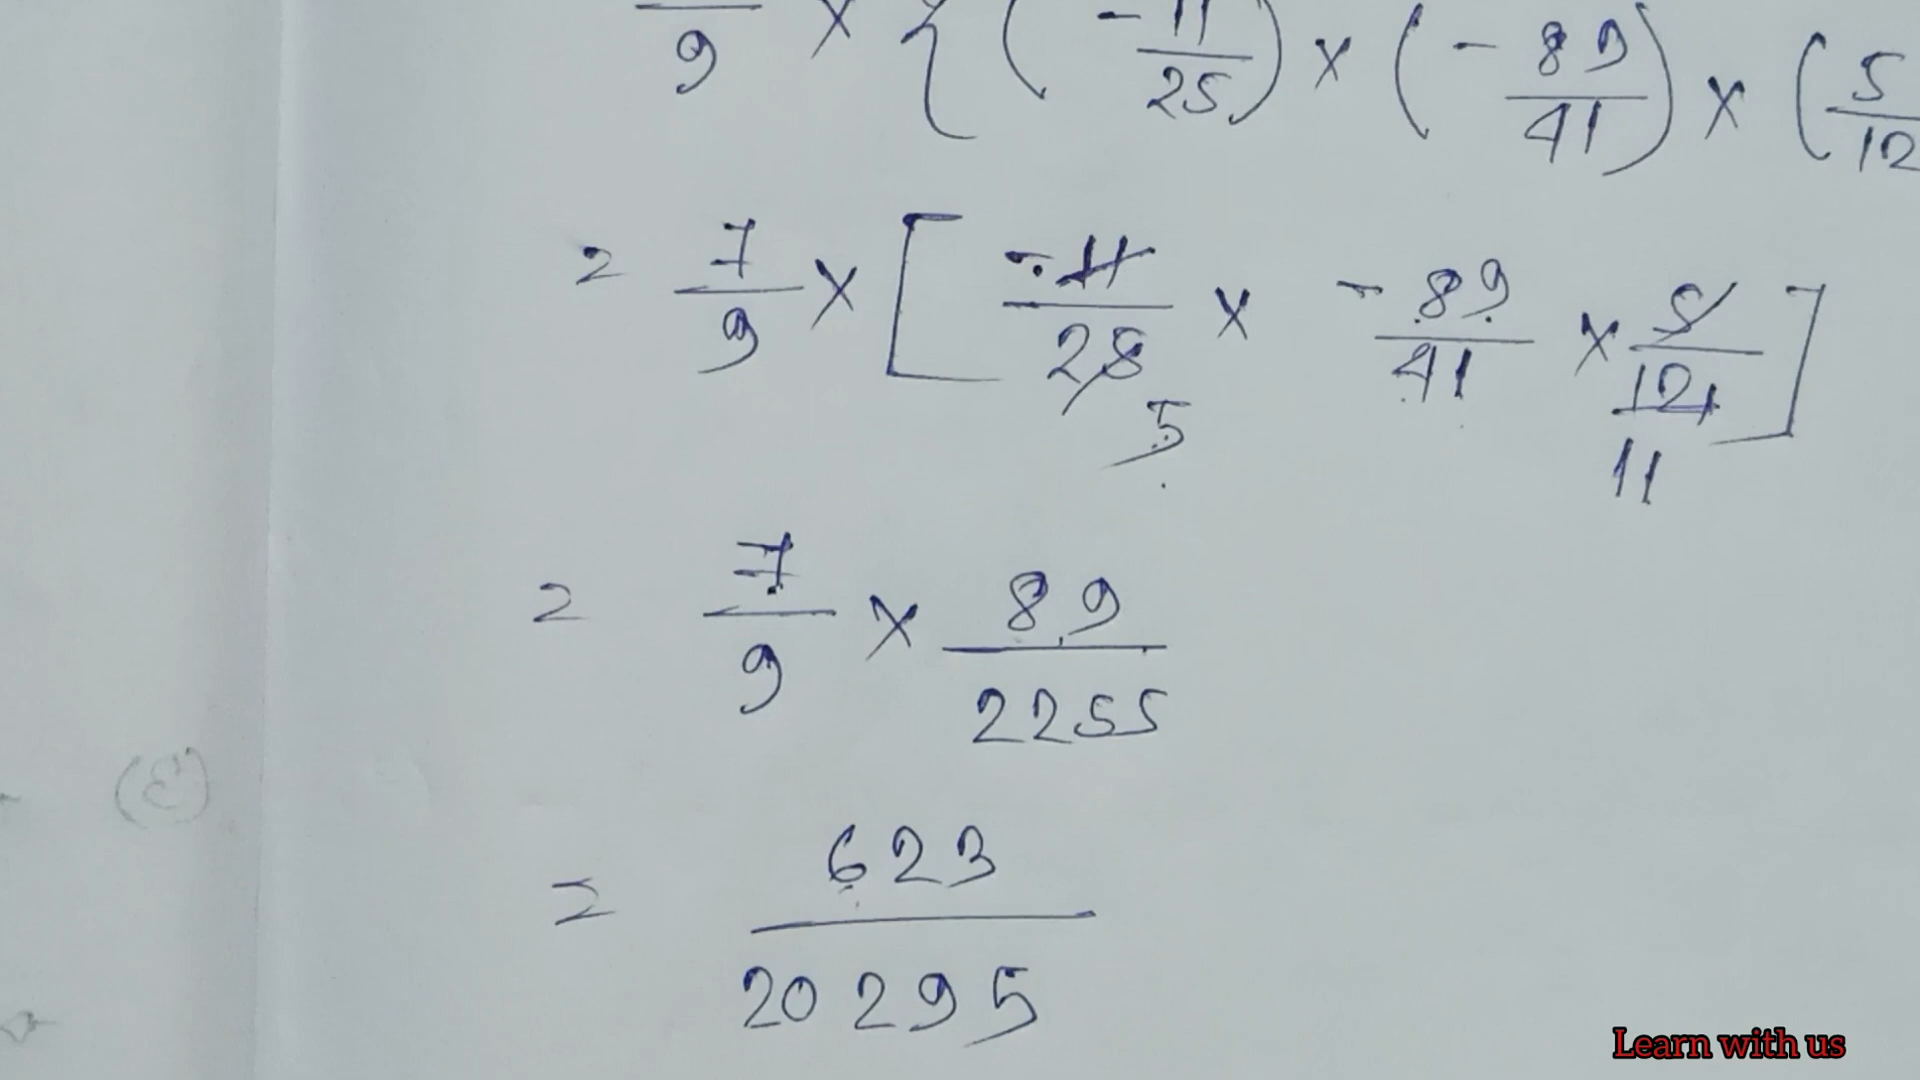 9 × { ( -11/25 ) × ( -89/41 ) × ( 5/12
= 7/9 × [ -11/25 5 × -89/41 × 5/121 11 ]
= 7/9 × 89/2255
= 623/20295
(ε)
Learn with us